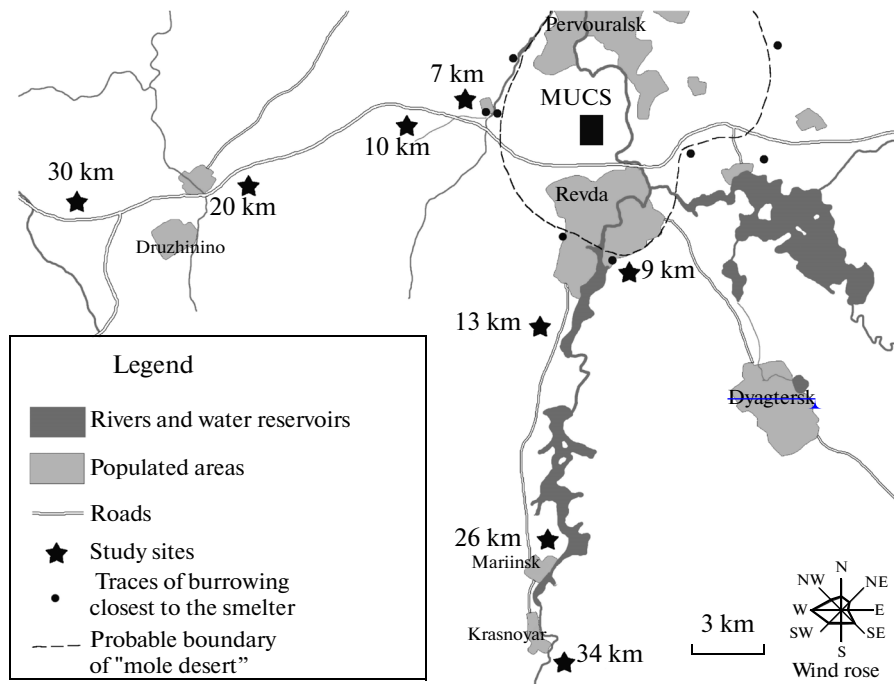 Pervouralsk
7 km
MUCS
10 km
30 km
20 km
Revda
Druzhinino
9 km
13 km
Legend
Rivers and water reservoirs
Populated areas
Roads
Study sites
Traces of burrowing
closest to the smelter
Probable boundary
of "mole desert”
Dyagtersk
26 km
Mariinsk
Krasnoyar
34 km
3 km
N
NW NE
W E
SW SE
S
Wind rose